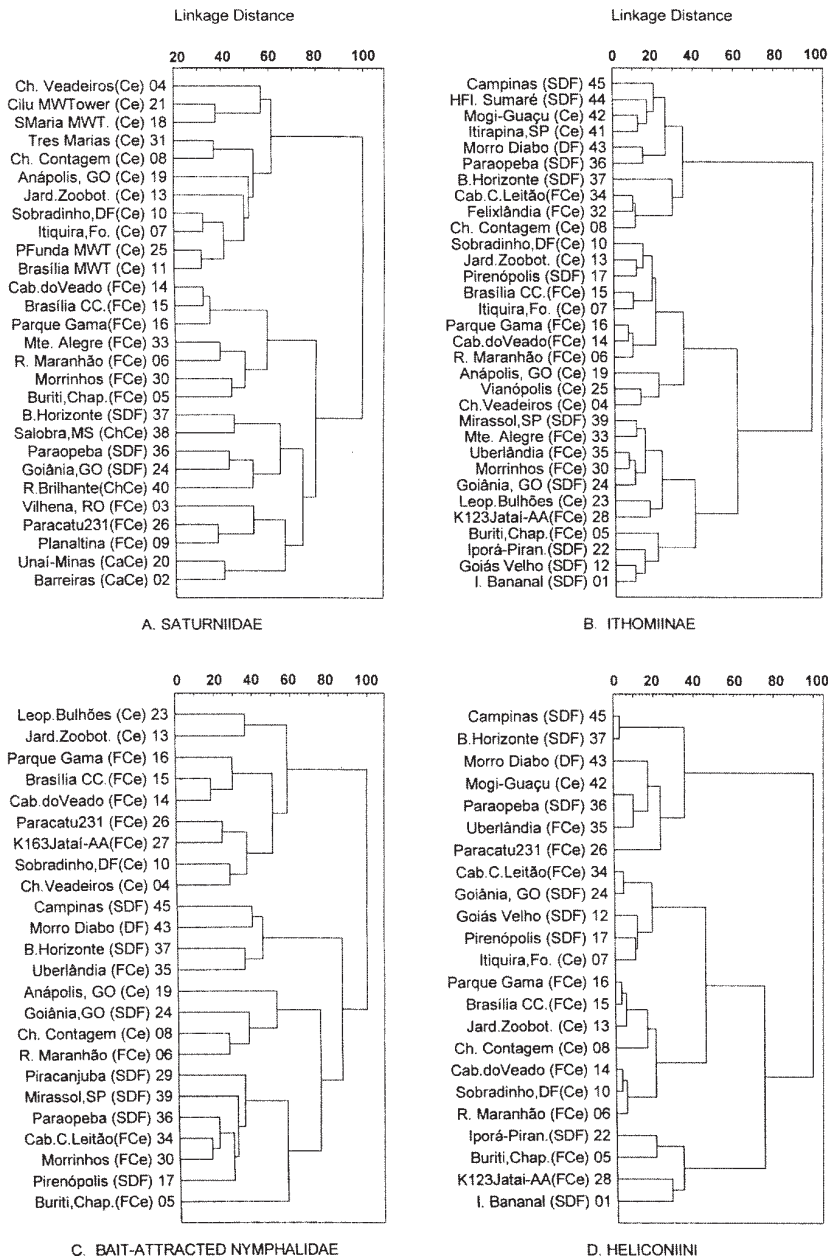 Linkage Distance
20 40 60 80 100
Ch. Veadeiros(Ce) 04
Cilu MWTower (Ce) 21
SMaria MWT. (Ce) 18
Tres Marias (Ce) 31
Ch. Contagem (Ce) 08
Anápolis, GO (Ce) 19
Jard.Zoobot. (Ce) 13
Sobradinho,DF(Ce) 10
Itiquira,Fo. (Ce) 07
PFunda MWT (Ce) 25
Brasília MWT (Ce) 11
Cab.doVeado (FCe) 14
Brasília CC.(FCe) 15
Parque Gama(FCe) 16
Mte. Alegre (FCe) 33
R. Maranhão (FCe) 06
Morrinhos (FCe) 30
Buriti,Chap.(FCe) 05
B.Horizonte (SDF) 37
Salobra,MS (ChCe) 38
Paraopeba (SDF) 36
Goiânia,GO (SDF) 24
R.Brilhante(ChCe) 40
Vilhena, RO (FCe) 03
Paracatu231(FCe) 26
Planaltina (FCe) 09
Unaí-Minas (CaCe) 20
Barreiras (CaCe) 02
A. SATURNIIDAE
Linkage Distance
0 20 40 60 80 100
Campinas (SDF) 45
HFl. Sumaré (SDF) 44
Mogi-Guaçu (Ce) 42
Itirapina,SP (Ce) 41
Morro Diabo (DF) 43
Paraopeba (SDF) 36
B.Horizonte (SDF) 37
Cab.C.Leitão(FCe) 34
Felixlândia (FCe) 32
Ch. Contagem (Ce) 08
Sobradinho,DF(Ce) 10
Jard.Zoobot. (Ce) 13
Pirenópolis (SDF) 17
Brasília CC.(FCe) 15
Itiquira,Fo. (Ce) 07
Parque Gama (FCe) 16
Cab.doVeado(FCe) 14
R. Maranhão (FCe) 06
Anápolis, GO (Ce) 19
Vianópolis (Ce) 25
Ch.Veadeiros (Ce) 04
Mirassol,SP (SDF) 39
Mte. Alegre (FCe) 33
Uberlândia (FCe) 35
Morrinhos (FCe) 30
Goiânia, GO (SDF) 24
Leop.Bulhões (Ce) 23
K123Jataí-AA(FCe) 28
Buriti,Chap.(FCe) 05
Iporá-Piran.(SDF) 22
Goiás Velho (SDF) 12
I. Bananal (SDF) 01
B. ITHOMIINAE
0 20 40 60 80 100
Leop.Bulhões (Ce) 23
Jard.Zoobot. (Ce) 13
Parque Gama (FCe) 16
Brasília CC.(FCe) 15
Cab.doVeado (FCe) 14
Paracatu231 (FCe) 26
K163Jataí-AA(FCe) 27
Sobradinho,DF(Ce) 10
Ch.Veadeiros (Ce) 04
Campinas (SDF) 45
Morro Diabo (DF) 43
B.Horizonte (SDF) 37
Uberlândia (FCe) 35
Anápolis, GO (Ce) 19
Goiânia,GO (SDF) 24
Ch. Contagem (Ce) 08
R. Maranhão (FCe) 06
Piracanjuba (SDF) 29
Mirassol,SP (SDF) 39
Paraopeba (SDF) 36
Cab.C.Leitão(FCe) 34
Morrinhos (FCe) 30
Pirenópolis (SDF) 17
Buriti,Chap.(FCe) 05
C. BAIT-ATTRACTED NYMPHALIDAE
0 20 40 60 80 100
Campinas (SDF) 45
B.Horizonte (SDF) 37
Morro Diabo (DF) 43
Mogi-Guaçu (Ce) 42
Paraopeba (SDF) 36
Uberlândia (FCe) 35
Paracatu231 (FCe) 26
Cab.C.Leitão(FCe) 34
Goiânia, GO (SDF) 24
Goiás Velho (SDF) 12
Pirenópolis (SDF) 17
Itiquira,Fo. (Ce) 07
Parque Gama (FCe) 16
Brasília CC.(FCe) 15
Jard.Zoobot. (Ce) 13
Ch. Contagem (Ce) 08
Cab.doVeado (FCe) 14
Sobradinho,DF(Ce) 10
R. Maranhão (FCe) 06
Iporá-Piran.(SDF) 22
Buriti,Chap.(FCe) 05
K123Jatai-AA(FCe) 28
I. Bananal (SDF) 01
D. HELICONIINI